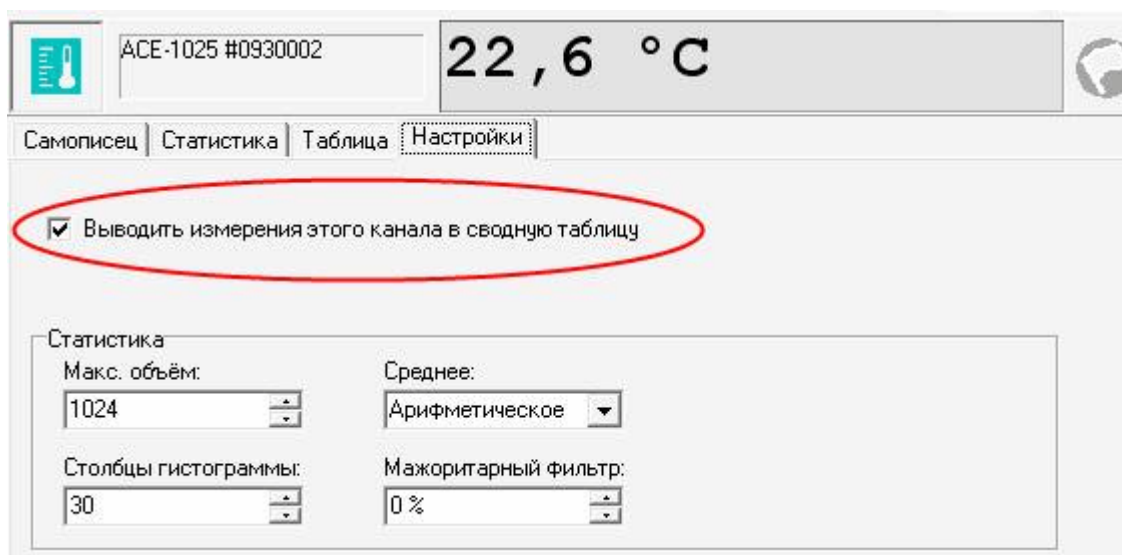 ACE-1025 #0930002
22,6 °C
Самописец Статистика Таблица Настройки
Выводить измерения этого канала в сводную таблицу
Статистика
Макс. объём: Среднее:
1024 Арифметическое
Столбцы гистограммы: Мажоритарный фильтр:
30 0 %